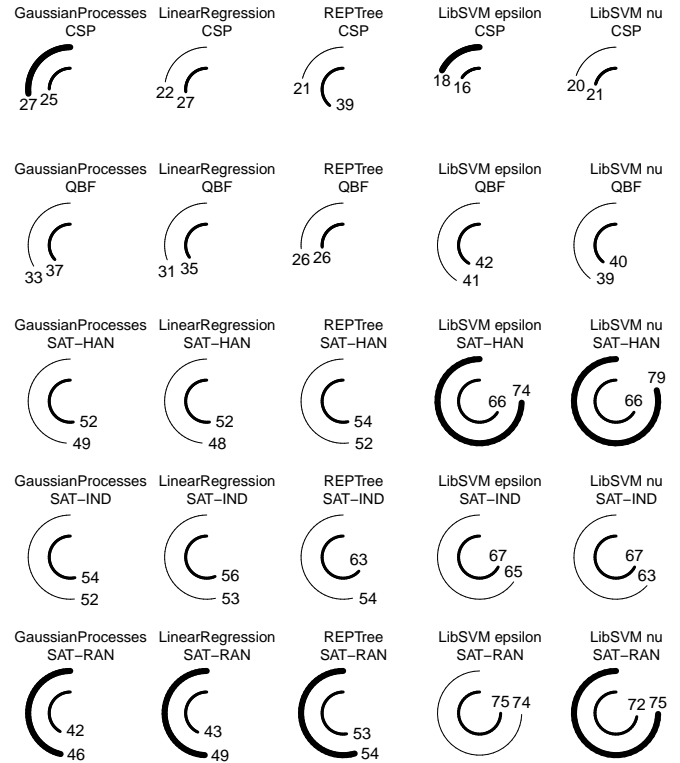 GaussianProcesses LinearRegression REPTree LibSVM epsilon LibSVM nu
CSP CSP CSP CSP CSP
27 25 22 27 21 39 18 16 20 21
GaussianProcesses LinearRegression REPTree LibSVM epsilon LibSVM nu
QBF QBF QBF QBF QBF
33 37 31 35 26 26 41 42 39 40
GaussianProcesses LinearRegression REPTree LibSVM epsilon LibSVM nu
SAT−HAN SAT−HAN SAT−HAN SAT−HAN SAT−HAN
52 52 54 66 74 66 79
49 48 52
GaussianProcesses LinearRegression REPTree LibSVM epsilon LibSVM nu
SAT−IND SAT−IND SAT−IND SAT−IND SAT−IND
54 56 63 67 67
52 53 54 65 63
GaussianProcesses LinearRegression REPTree LibSVM epsilon LibSVM nu
SAT−RAN SAT−RAN SAT−RAN SAT−RAN SAT−RAN
42 43 53 75 74 72 75
46 49 54